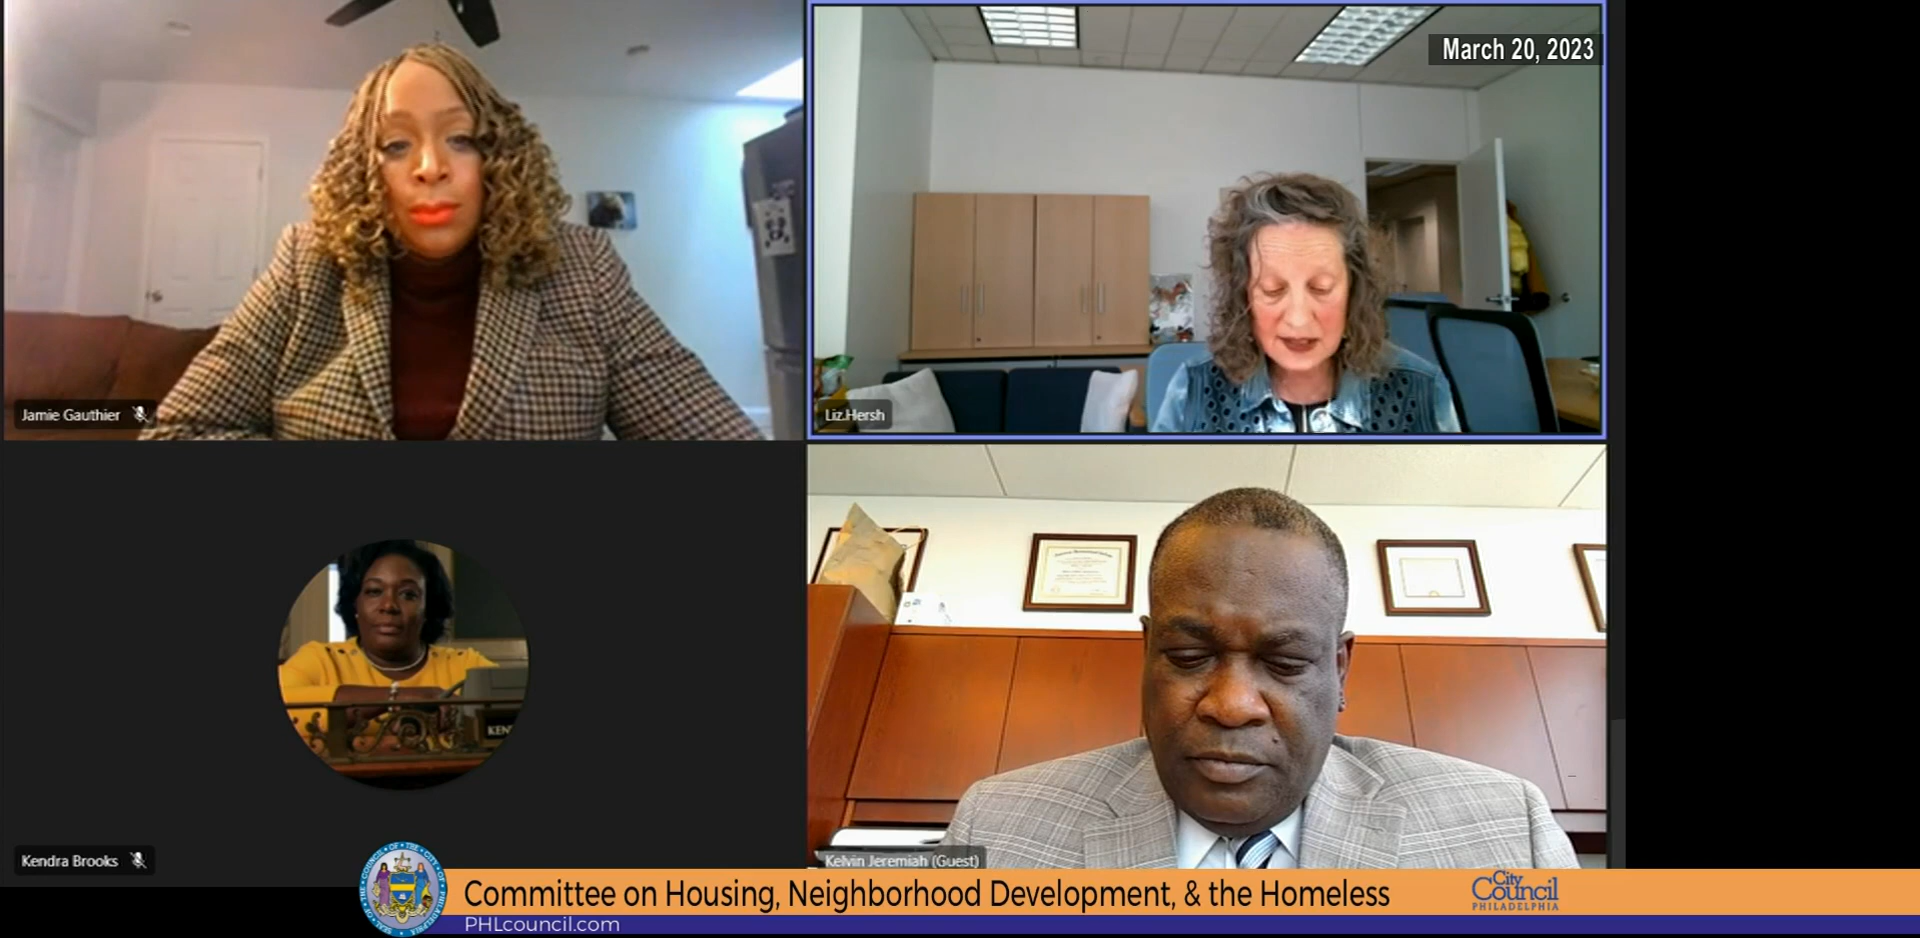 March 20, 2023
Jamie Gauthier
Liz.Hersh
KEN
Kendra Brooks
Kelvin Jeremiah (Guest)
Committee on Housing, Neighborhood Development, & the Homeless
City
Council
PHILADELPHIA
PHLcouncil.com